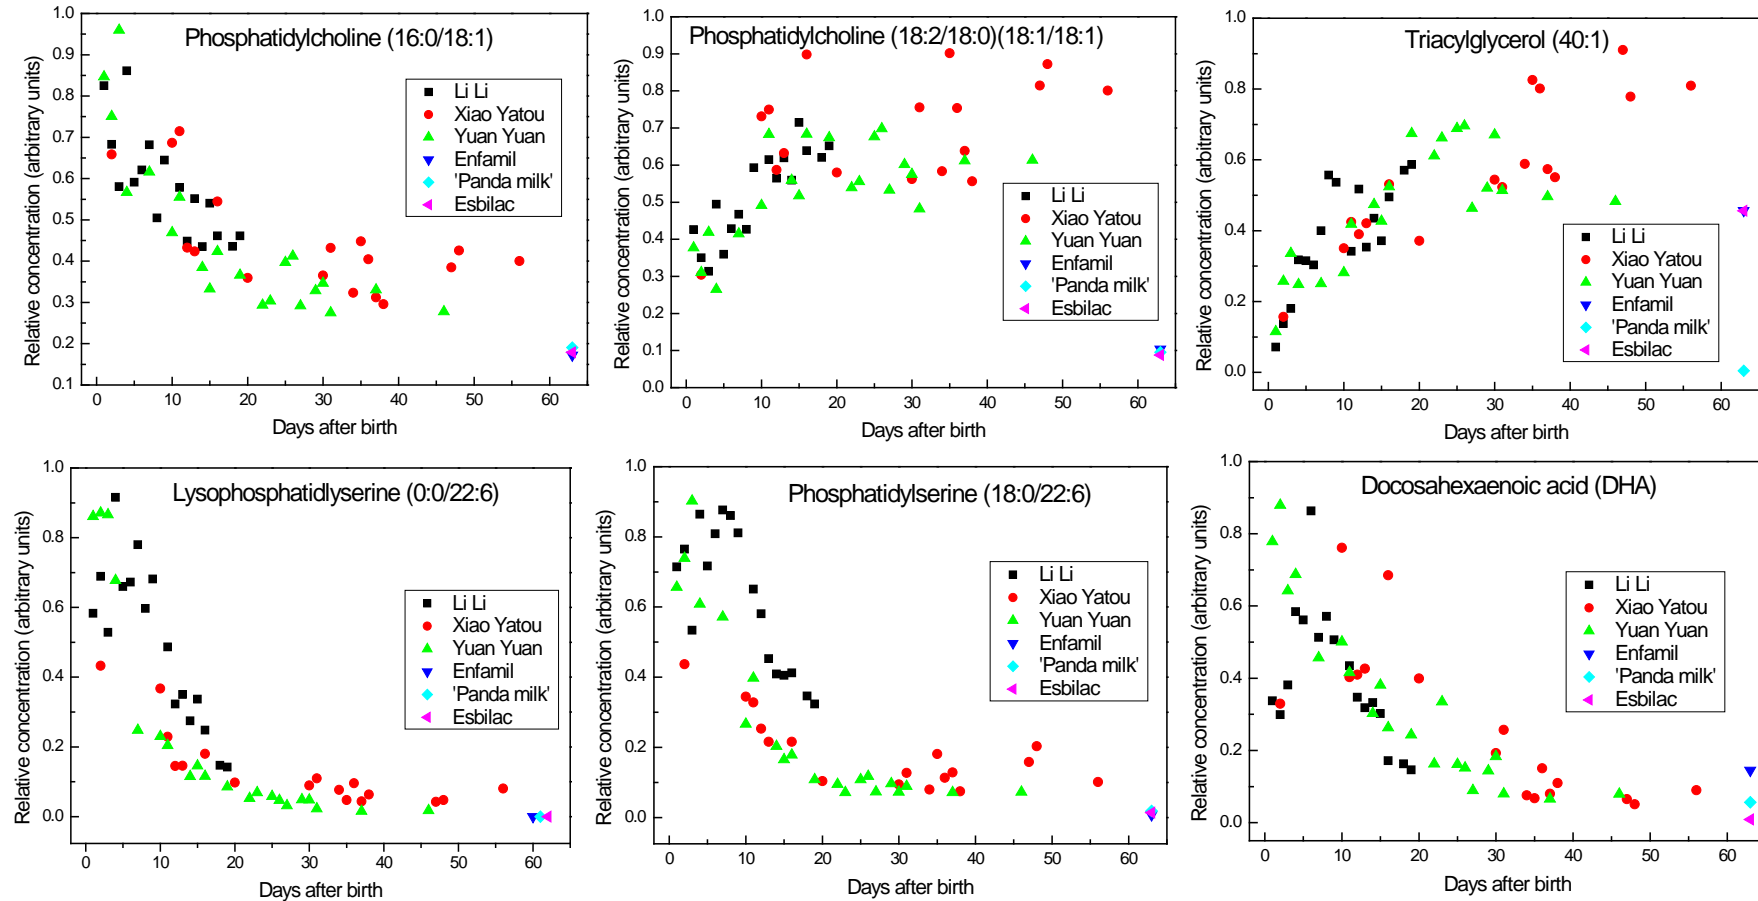 Phosphatidylcholine (16:0/18:1)
Relative concentration (arbitrary units)
1.0
0.9
0.8
0.7
0.6
0.5
0.4
0.3
0.2
0.1
Li Li
Xiao Yatou
Yuan Yuan
Enfamil
'Panda milk'
Esbilac
0 10 20 30 40 50 60
Days after birth
Phosphatidylcholine (18:2/18:0)(18:1/18:1)
Relative concentration (arbitrary units)
1.0
0.9
0.8
0.7
0.6
0.5
0.4
0.3
0.2
0.1
0.0
Li Li
Xiao Yatou
Yuan Yuan
Enfamil
'Panda milk'
Esbilac
0 10 20 30 40 50 60
Days after birth
Triacylglycerol (40:1)
Relative concentration (arbitrary units)
1.0
0.8
0.6
0.4
0.2
0.0
Li Li
Xiao Yatou
Yuan Yuan
Enfamil
'Panda milk'
Esbilac
0 10 20 30 40 50 60
Days after birth
Lysophosphatidlyserine (0:0/22:6)
Relative concentration (arbitrary units)
1.0
0.8
0.6
0.4
0.2
0.0
Li Li
Xiao Yatou
Yuan Yuan
Enfamil
'Panda milk'
Esbilac
0 10 20 30 40 50 60
Days after birth
Phosphatidylserine (18:0/22:6)
Relative concentration (arbitrary units)
1.0
0.8
0.6
0.4
0.2
0.0
Li Li
Xiao Yatou
Yuan Yuan
Enfamil
'Panda milk'
Esbilac
0 10 20 30 40 50 60
Days after birth
Docosahexaenoic acid (DHA)
Relative concentration (arbitrary units)
1.0
0.8
0.6
0.4
0.2
0.0
Li Li
Xiao Yatou
Yuan Yuan
Enfamil
'Panda milk'
Esbilac
0 10 20 30 40 50 60
Days after birth